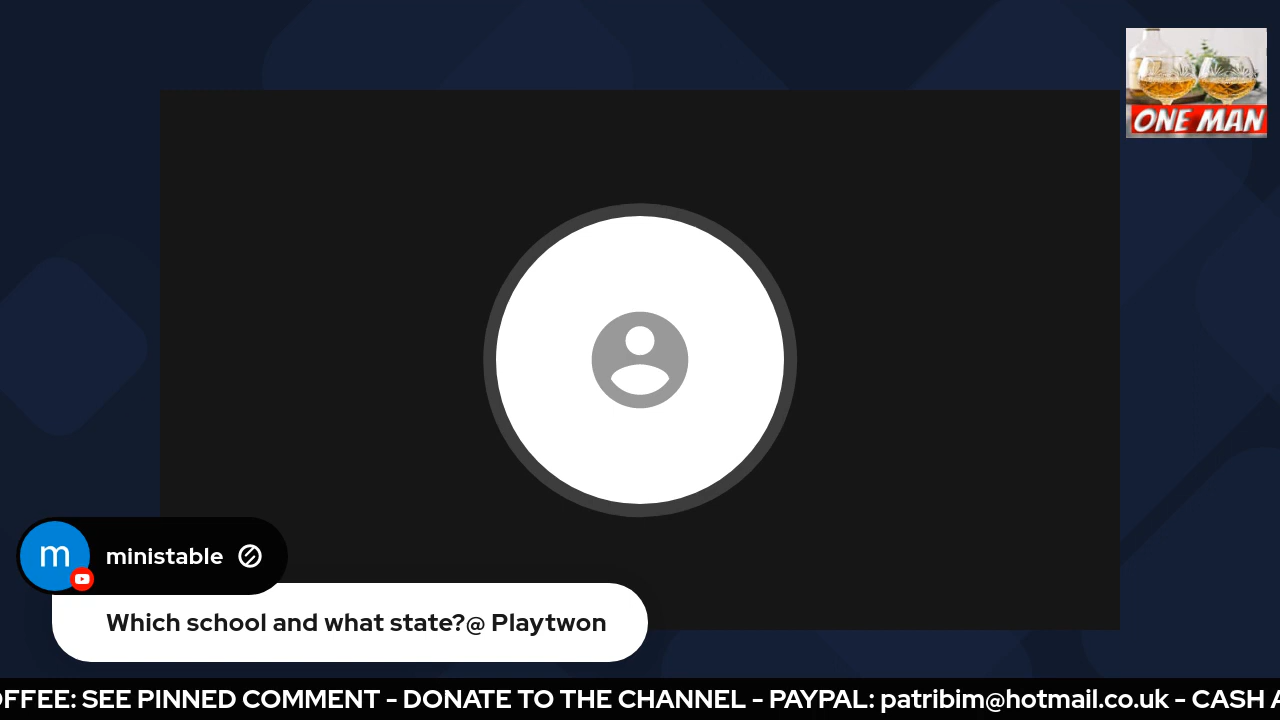 ONE MAN
m
ministable
Which school and what state?@ Playtwon
OFFEE: SEE PINNED COMMENT - DONATE TO THE CHANNEL - PAYPAL: patribim@hotmail.co.uk - CASH A